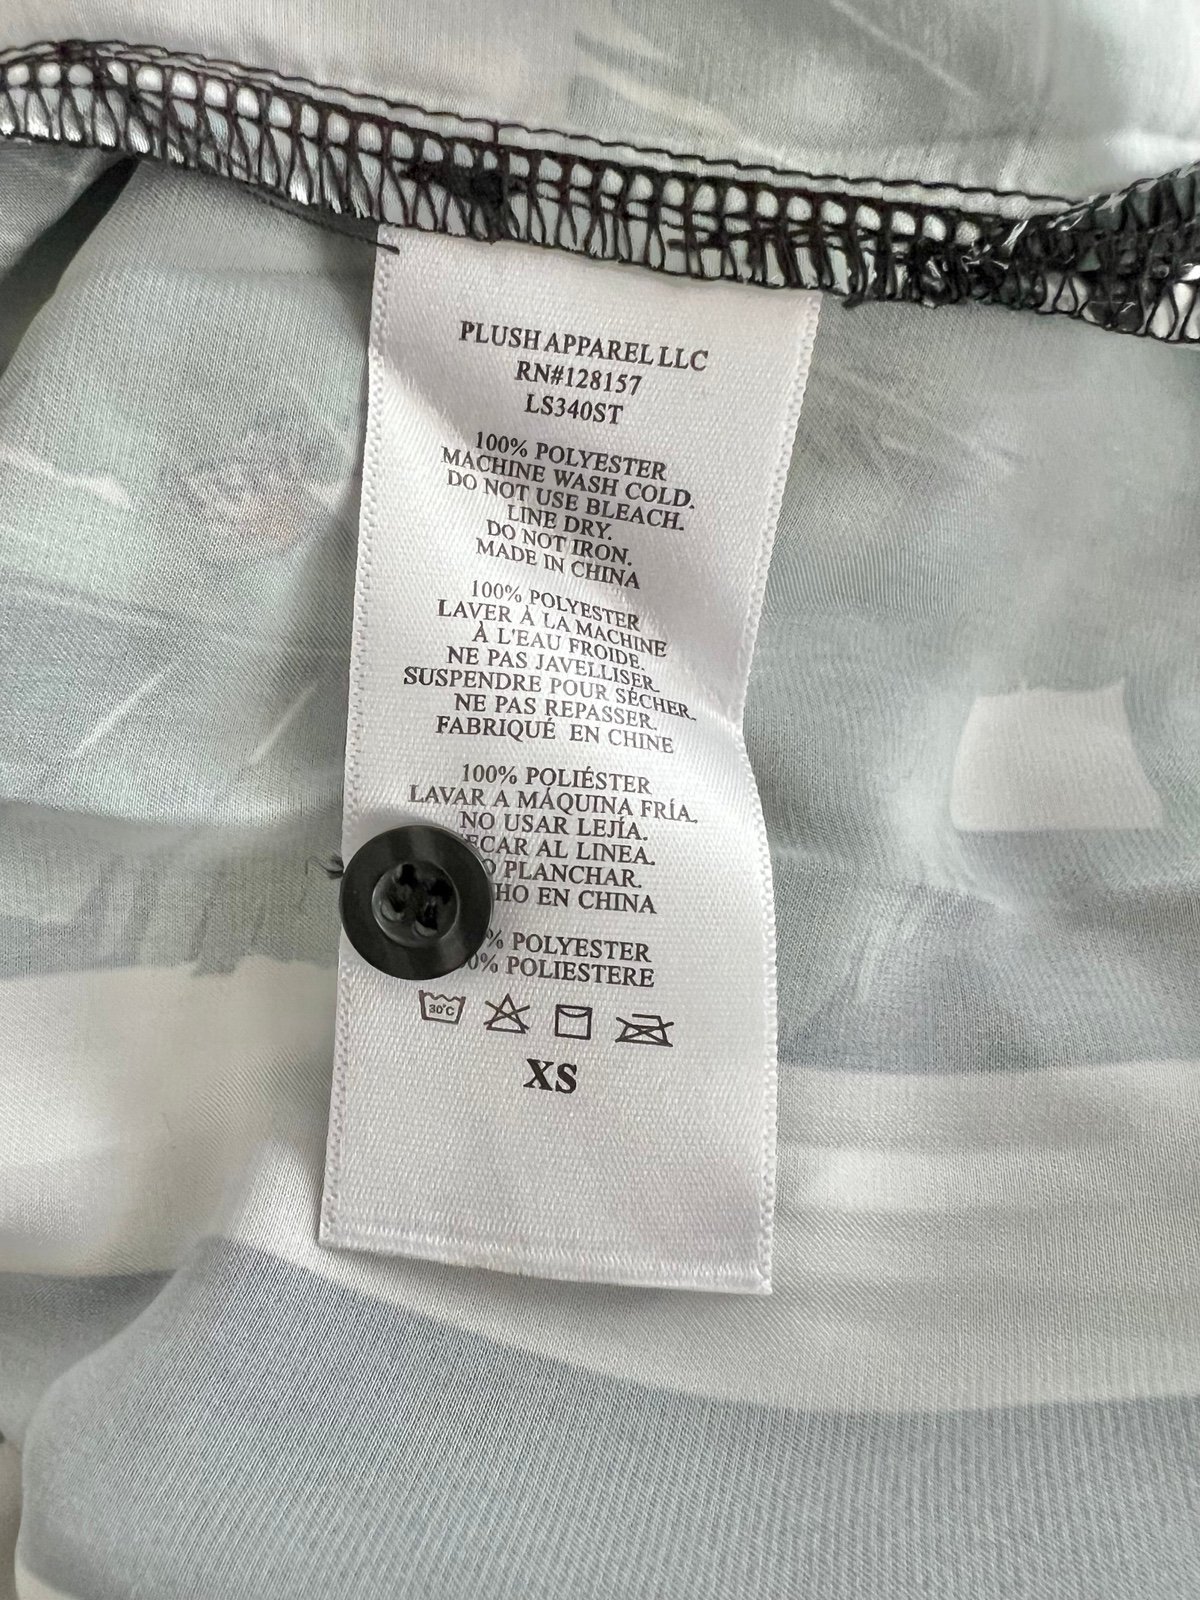 PLUSH APPAREL LLC
RN#128157
LS340ST
100% POLYESTER
MACHINE WASH COLD.
DO NOT USE BLEACH.
LINE DRY.
DO NOT IRON.
MADE IN CHINA
100% POLYESTER
LAVER À LA MACHINE
À L'EAU FROIDE.
NE PAS JAVELLISER.
SUSPENDRE POUR SÉCHER.
NE PAS REPASSER.
FABRIQUÉ EN CHINE
100% POLIÉSTER
LAVAR A MÁQUINA FRÍA.
NO USAR LEJÍA.
AL LINEA.
PLANCHAR.
EN CHINA
POLYESTER
POLIESTERE
30°C
XS